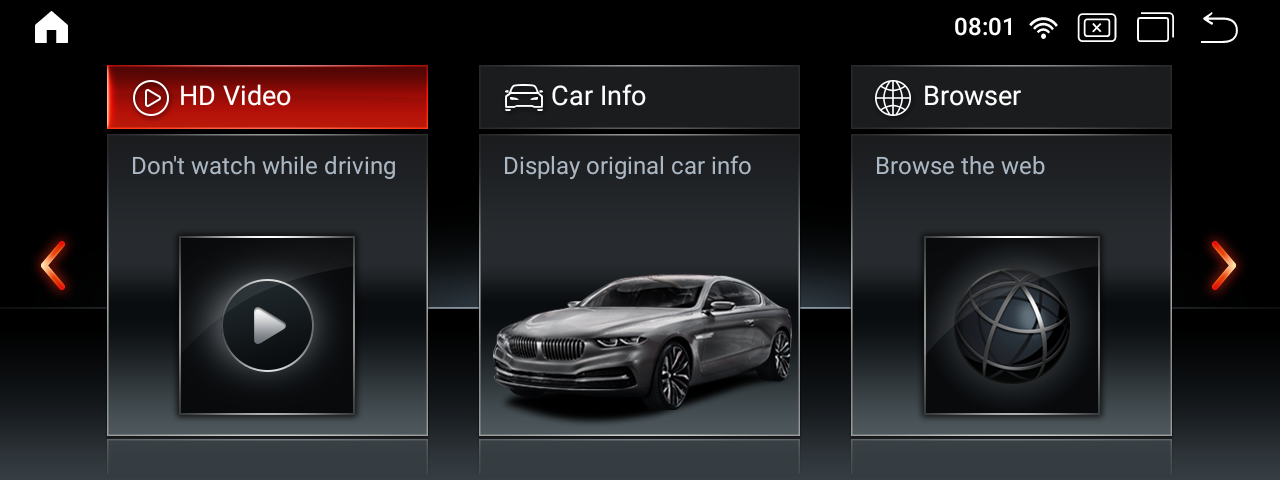 08:01
HD Video
Car Info
Browser
Don't watch while driving
Display original car info
Browse the web